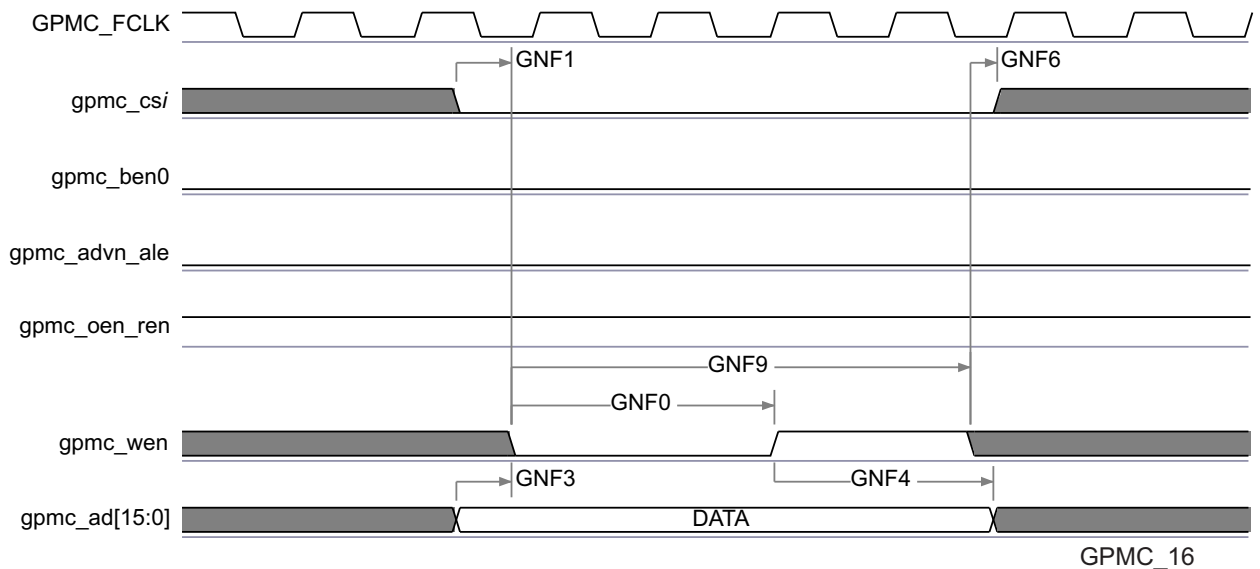 GPMC_FCLK
GNF1
GNF6
gpmc_csi
gpmc_ben0
gpmc_advn_ale
gpmc_oen_ren
GNF9
GNF0
gpmc_wen
GNF3
GNF4
gpmc_ad[15:0]
DATA
GPMC_16